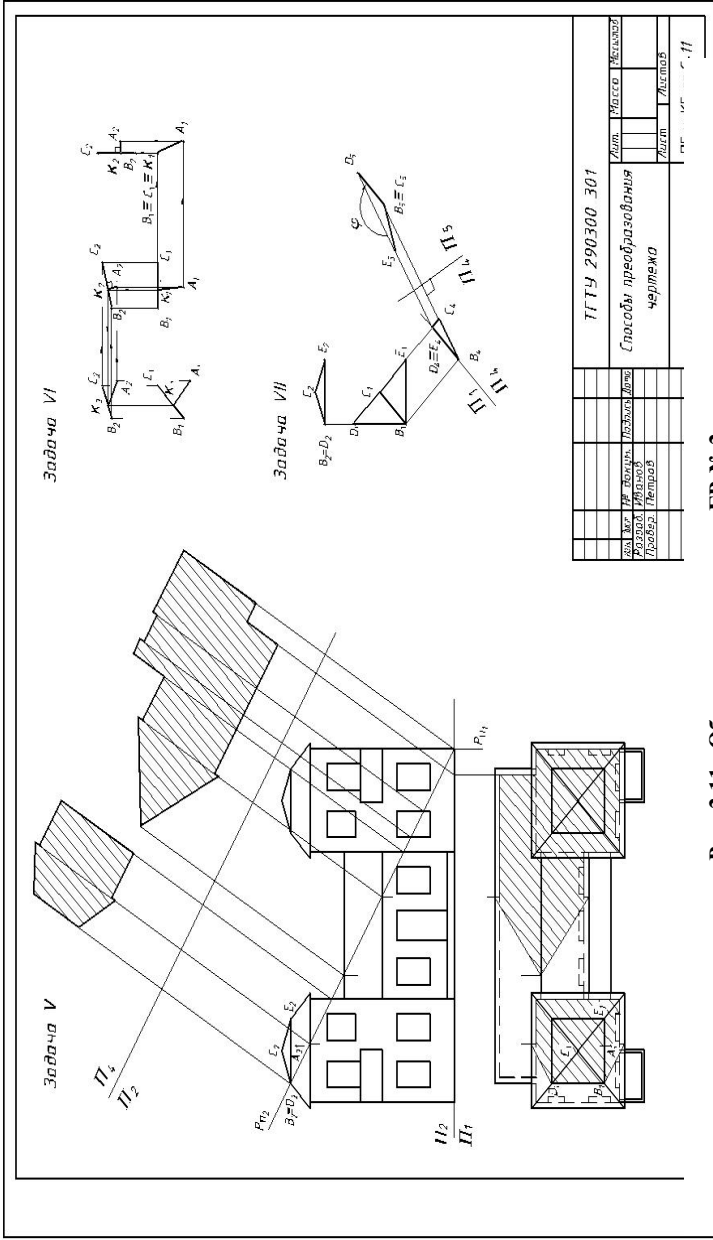 Задача V
П₄
П₂
Pп₂
B₂≡D₂
C₂
A₂
E₂
П₂
П₁
Pп₁
E₁
A₁
B₁
Задача VI
K₂
B₂
C₂
A₂
C₁
K₁
A₁
B₁
C₂
K₂
A₂
B₂
C₁
K₁
A₁
B₁
C₂
A₂
K₂
B₂
B₁≡C₁≡K₁
A₁
Задача VII
C₂
E₂
B₂=D₂
D₁
C₁
E₁
B₁
D₄≡E₄
C₄
B₄
П₁
П₄
П₄
П₅
φ
D₅
E₅
B₅≡C₅
ТГТУ 290300 301
Способы преобразования
чертежа
Лит. Масса Масштаб
Лист Листов
Изм Лист № докум. Подпись Дата
Разраб. Иванов
Провер. Петров